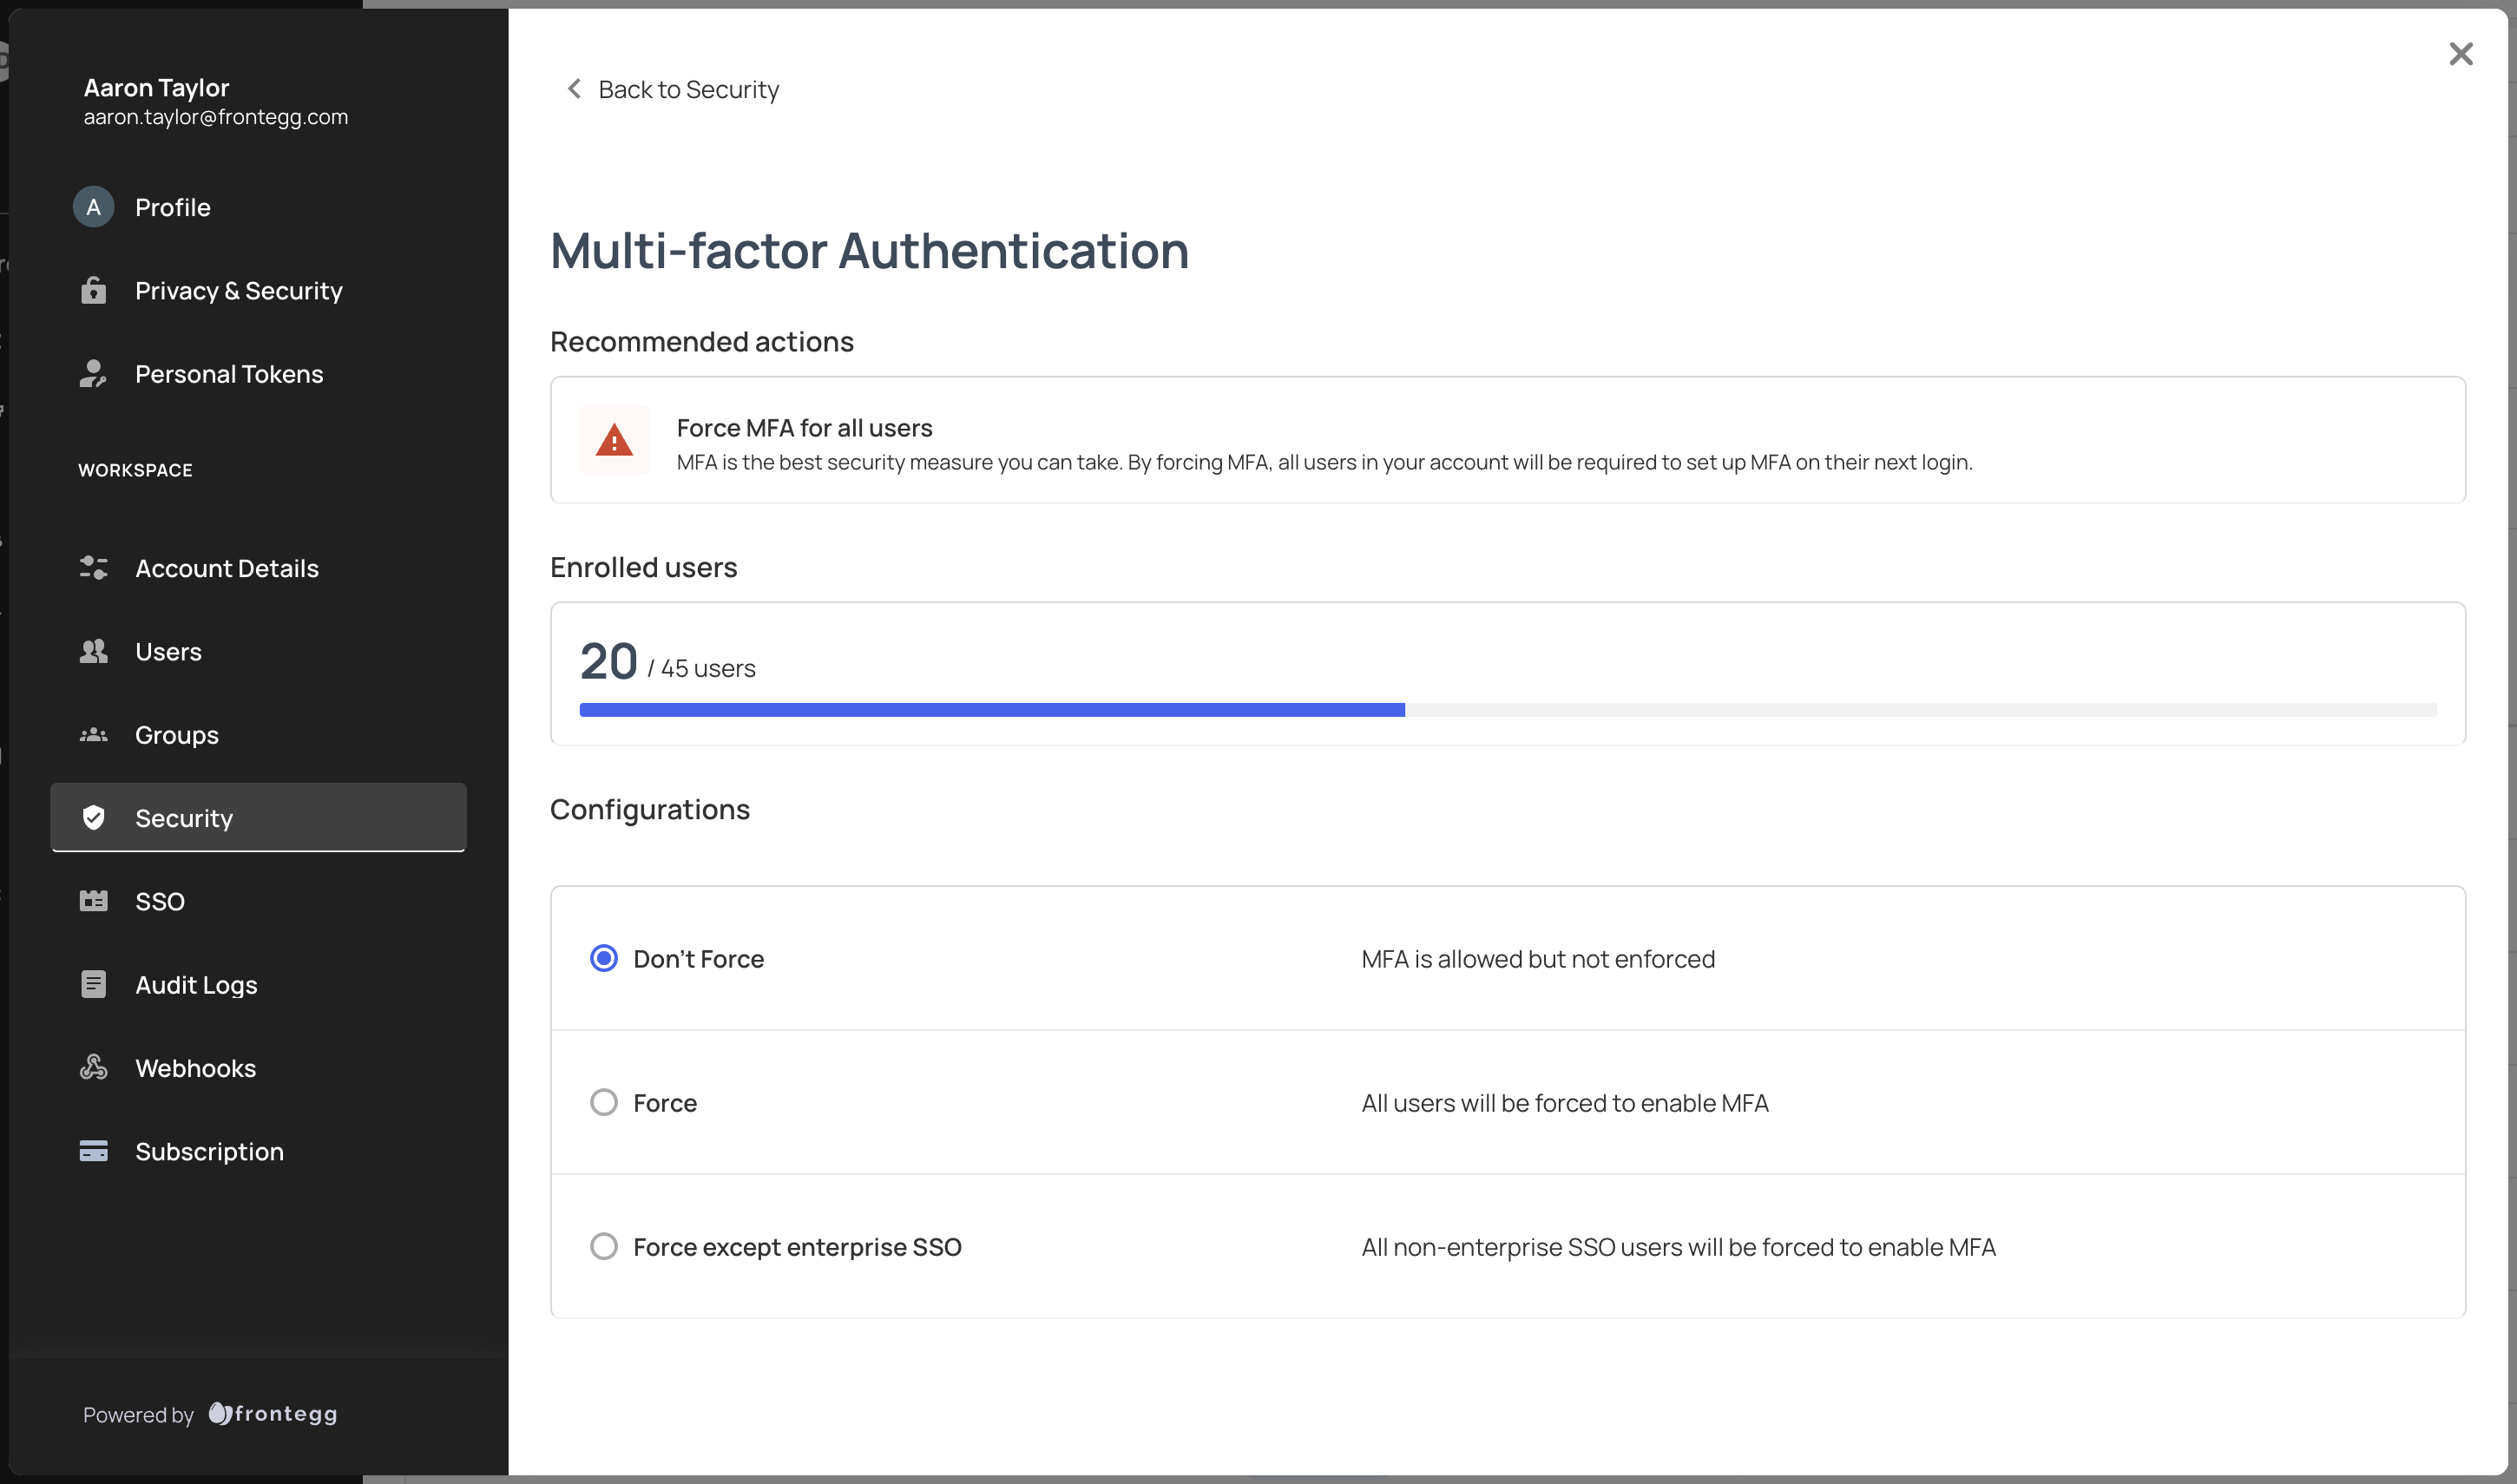 Aaron Taylor
aaron.taylor@frontegg.com
A
Profile
Privacy & Security
Personal Tokens
WORKSPACE
Account Details
Users
Groups
Security
SSO
Audit Logs
Webhooks
Subscription
Powered by frontegg
Back to Security
Multi-factor Authentication
Recommended actions
Force MFA for all users
MFA is the best security measure you can take. By forcing MFA, all users in your account will be required to set up MFA on their next login.
Enrolled users
20 / 45 users
Configurations
Don't Force
MFA is allowed but not enforced
Force
All users will be forced to enable MFA
Force except enterprise SSO
All non-enterprise SSO users will be forced to enable MFA